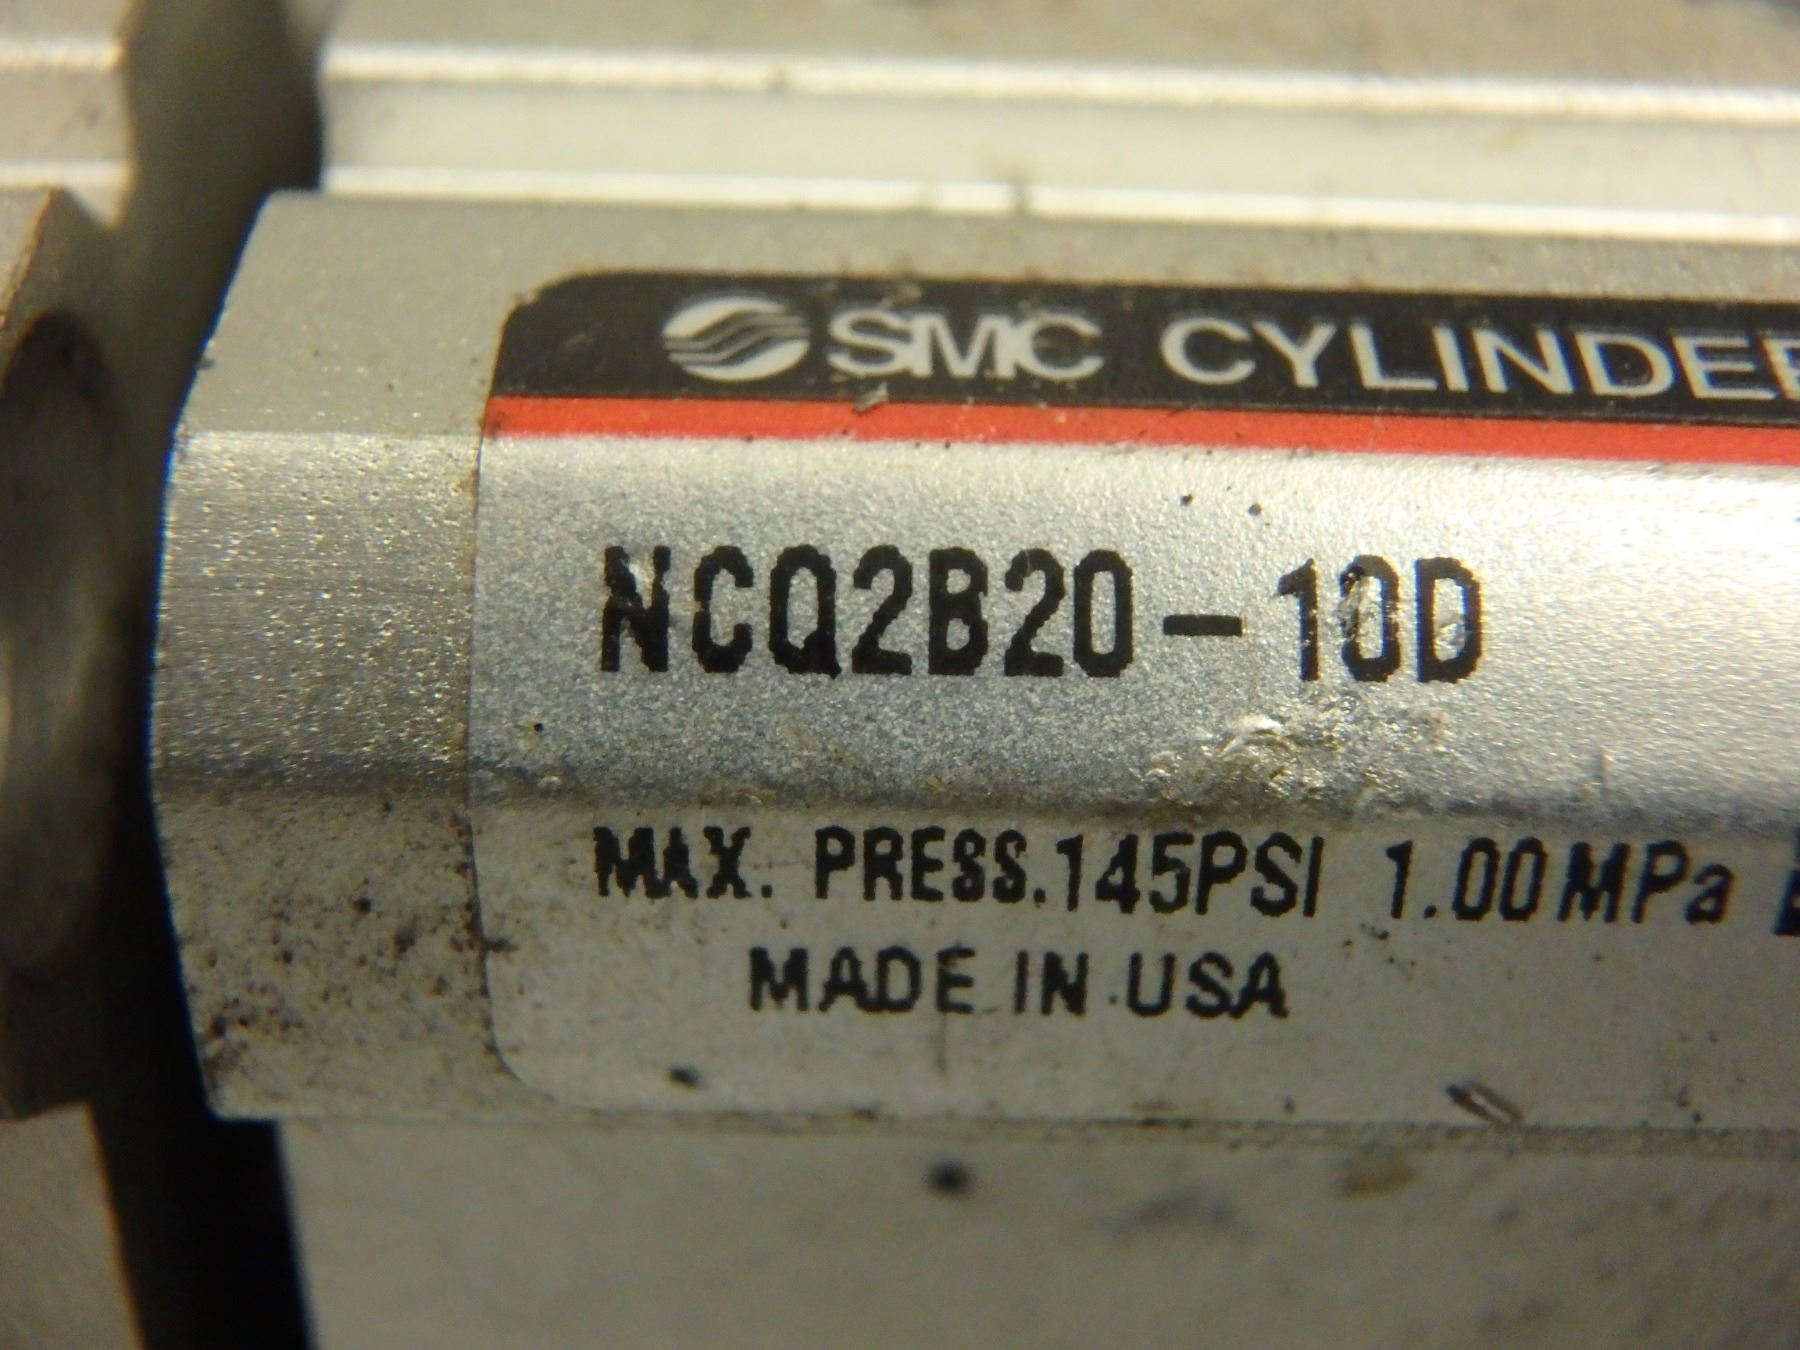 SMC CYLINDER
NCQ2B20-10D
MAX. PRESS.145PSI 1.00MPa
MADE IN USA